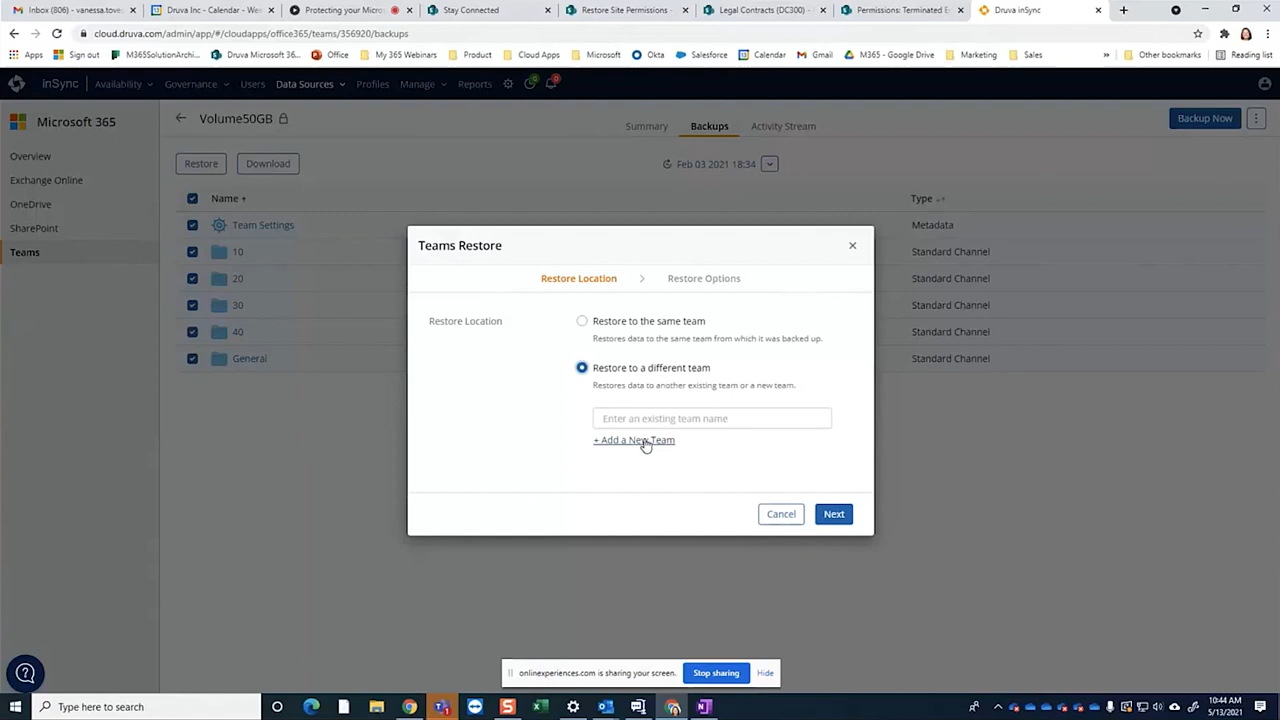 Inbox (806) - vanessa.tove
Druva Inc - Calendar - We
Protecting your Micros
Stay Connected
Restore Site Permissions -
Legal Contracts (DC300) -
Permissions: Terminated E
Druva inSync
cloud.druva.com/admin/app/#/cloudapps/office365/teams/356920/backups
Apps
Sign out
M365SolutionArchi...
Druva Microsoft 36...
Office
My 365 Webinars
Product
Cloud Apps
Microsoft
Okta
Salesforce
Calendar
Gmail
M365 - Google Drive
Marketing
Sales
»
Other bookmarks
Reading list
inSync
Availability
Governance
Users
Data Sources
Profiles
Manage
Reports
0
0
Microsoft 365
Volume50GB
Summary
Backups
Activity Stream
Backup Now
Overview
Exchange Online
OneDrive
SharePoint
Teams
Restore
Download
Feb 03 2021 18:34
Name
Type
Team Settings
Metadata
10
Standard Channel
20
Standard Channel
30
Standard Channel
40
Standard Channel
General
Standard Channel
Teams Restore
Restore Location > Restore Options
Restore Location
Restore to the same team
Restores data to the same team from which it was backed up.
Restore to a different team
Restores data to another existing team or a new team.
Enter an existing team name
+ Add a New Team
Cancel
Next
onlinexperiences.com is sharing your screen.
Stop sharing
Hide
Type here to search
10:44 AM
5/13/2021